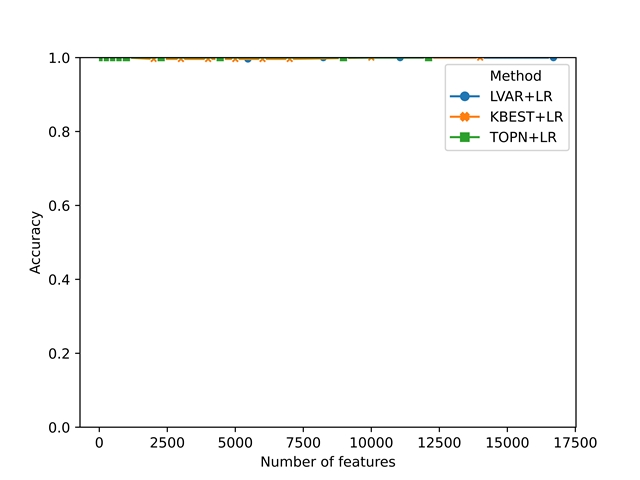 1.0
0.8
0.6
0.4
0.2
0.0
Accuracy
Method
LVAR+LR
KBEST+LR
TOPN+LR
0 2500 5000 7500 10000 12500 15000 17500
Number of features